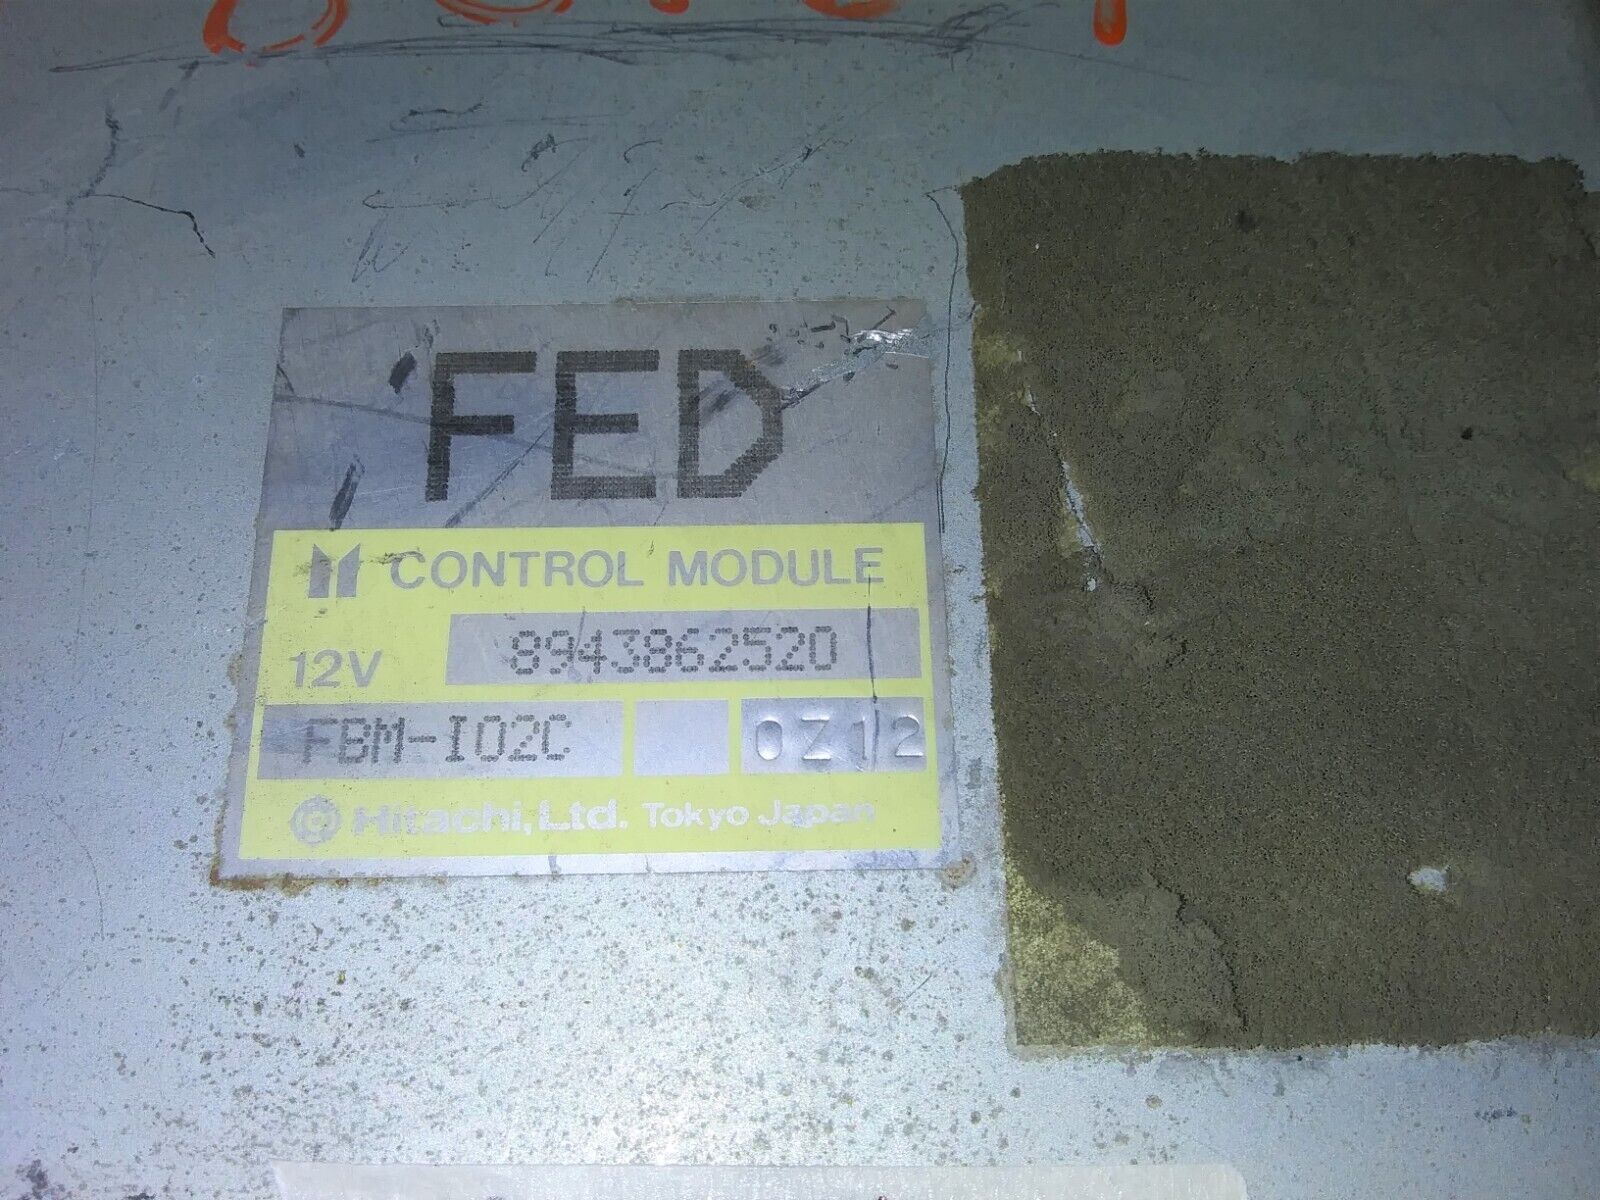 FED
CONTROL MODULE
12V 8943862520
FBM-I02C 0Z12
Hitachi, Ltd. Tokyo Japan